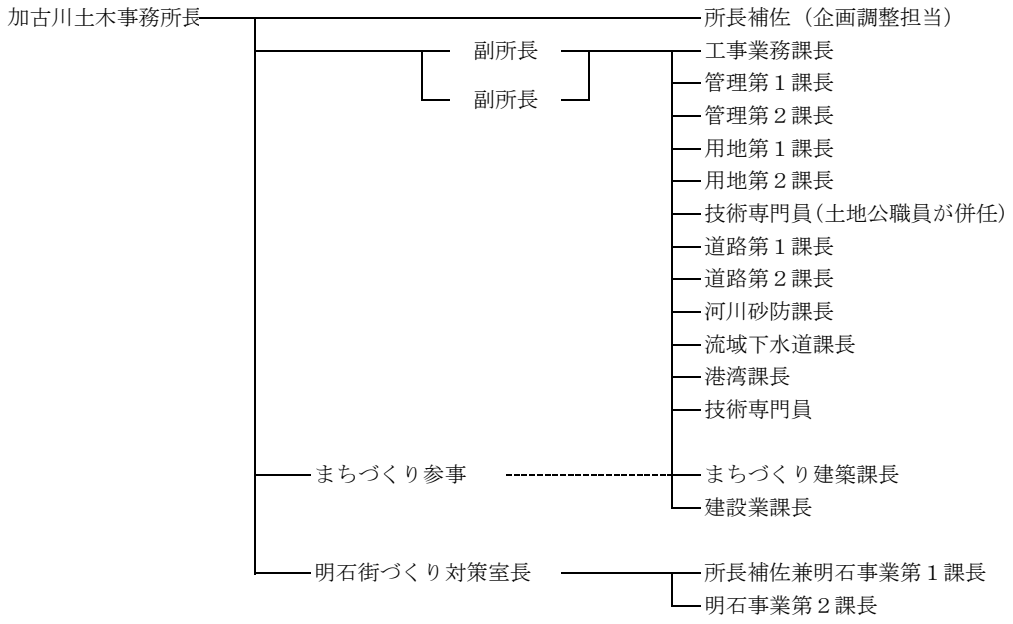 加古川土木事務所長 所長補佐（企画調整担当）
副所長 工事業務課長
管理第１課長
副所長
管理第２課長
用地第１課長
用地第２課長
技術専門員（土地公職員が併任）
道路第１課長
道路第２課長
河川砂防課長
流域下水道課長
港湾課長
技術専門員
まちづくり参事 まちづくり建築課長
建設業課長
明石街づくり対策室長 所長補佐兼明石事業第１課長
明石事業第２課長